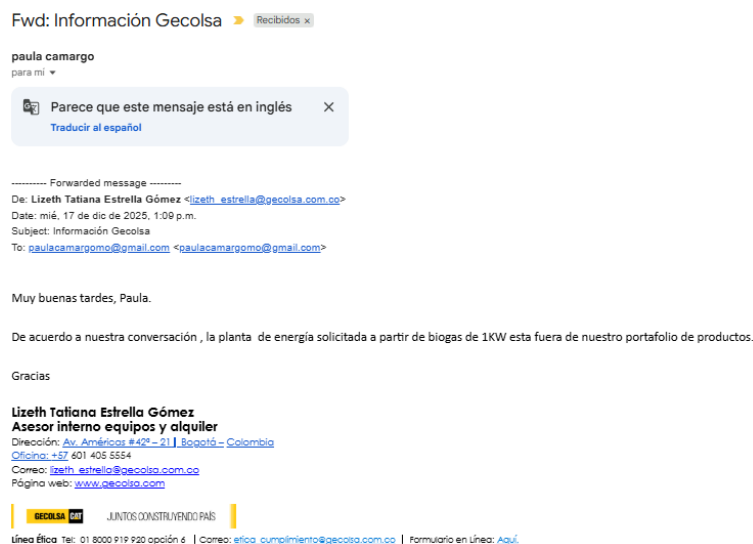 Fwd: Información Gecolsa Recibidos x
paula camargo
para mí
Parece que este mensaje está en inglés
Traducir al español
---------- Forwarded message ---------
De: Lizeth Tatiana Estrella Gómez <lizeth_estrella@gecolsa.com.co>
Date: mié, 17 de dic de 2025, 1:09 p.m.
Subject: Información Gecolsa
To: paulacamargomo@gmail.com <paulacamargomo@gmail.com>
Muy buenas tardes, Paula.
De acuerdo a nuestra conversación , la planta de energía solicitada a partir de biogas de 1KW esta fuera de nuestro portafolio de productos.
Gracias
Lizeth Tatiana Estrella Gómez
Asesor interno equipos y alquiler
Dirección: Av. Américas #42ª – 21 | Bogotá – Colombia
Oficina: +57 601 405 5554
Correo: lizeth_estrella@gecolsa.com.co
Página web: www.gecolsa.com
GECOLSA CAT JUNTOS CONSTRUYENDO PAÍS
Línea Ética Tel: 01 8000 919 920 opción 6 | Correo: etica_cumplimiento@gecolsa.com.co | Formulario en Línea: Aquí.